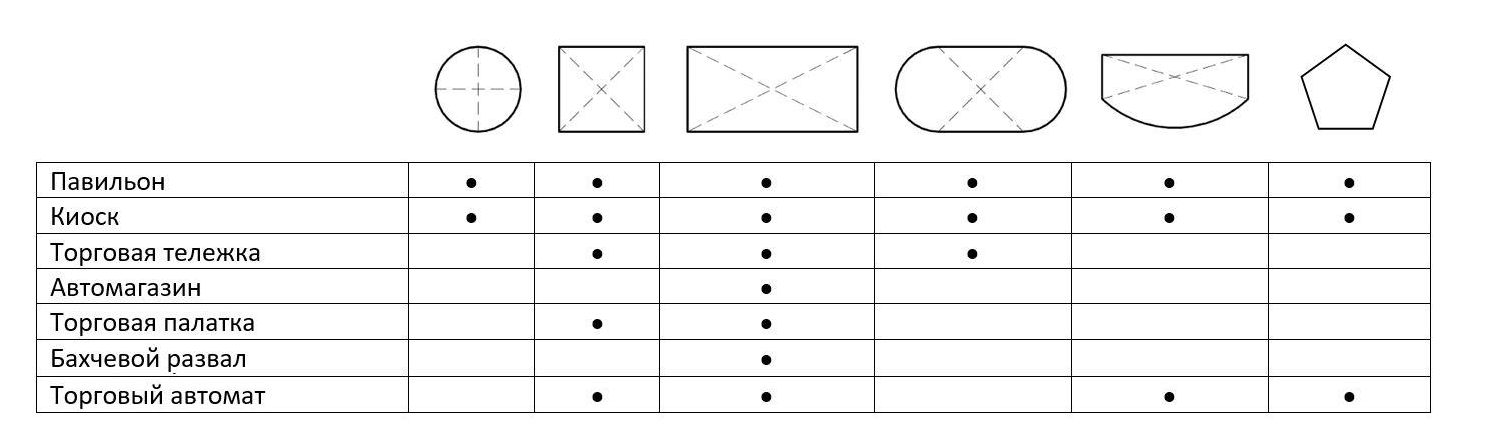 Павильон ● ● ● ● ● ●
Киоск ● ● ● ● ● ●
Торговая тележка ● ● ●
Автомагазин ●
Торговая палатка ● ●
Бахчевой развал ●
Торговый автомат ● ● ● ●